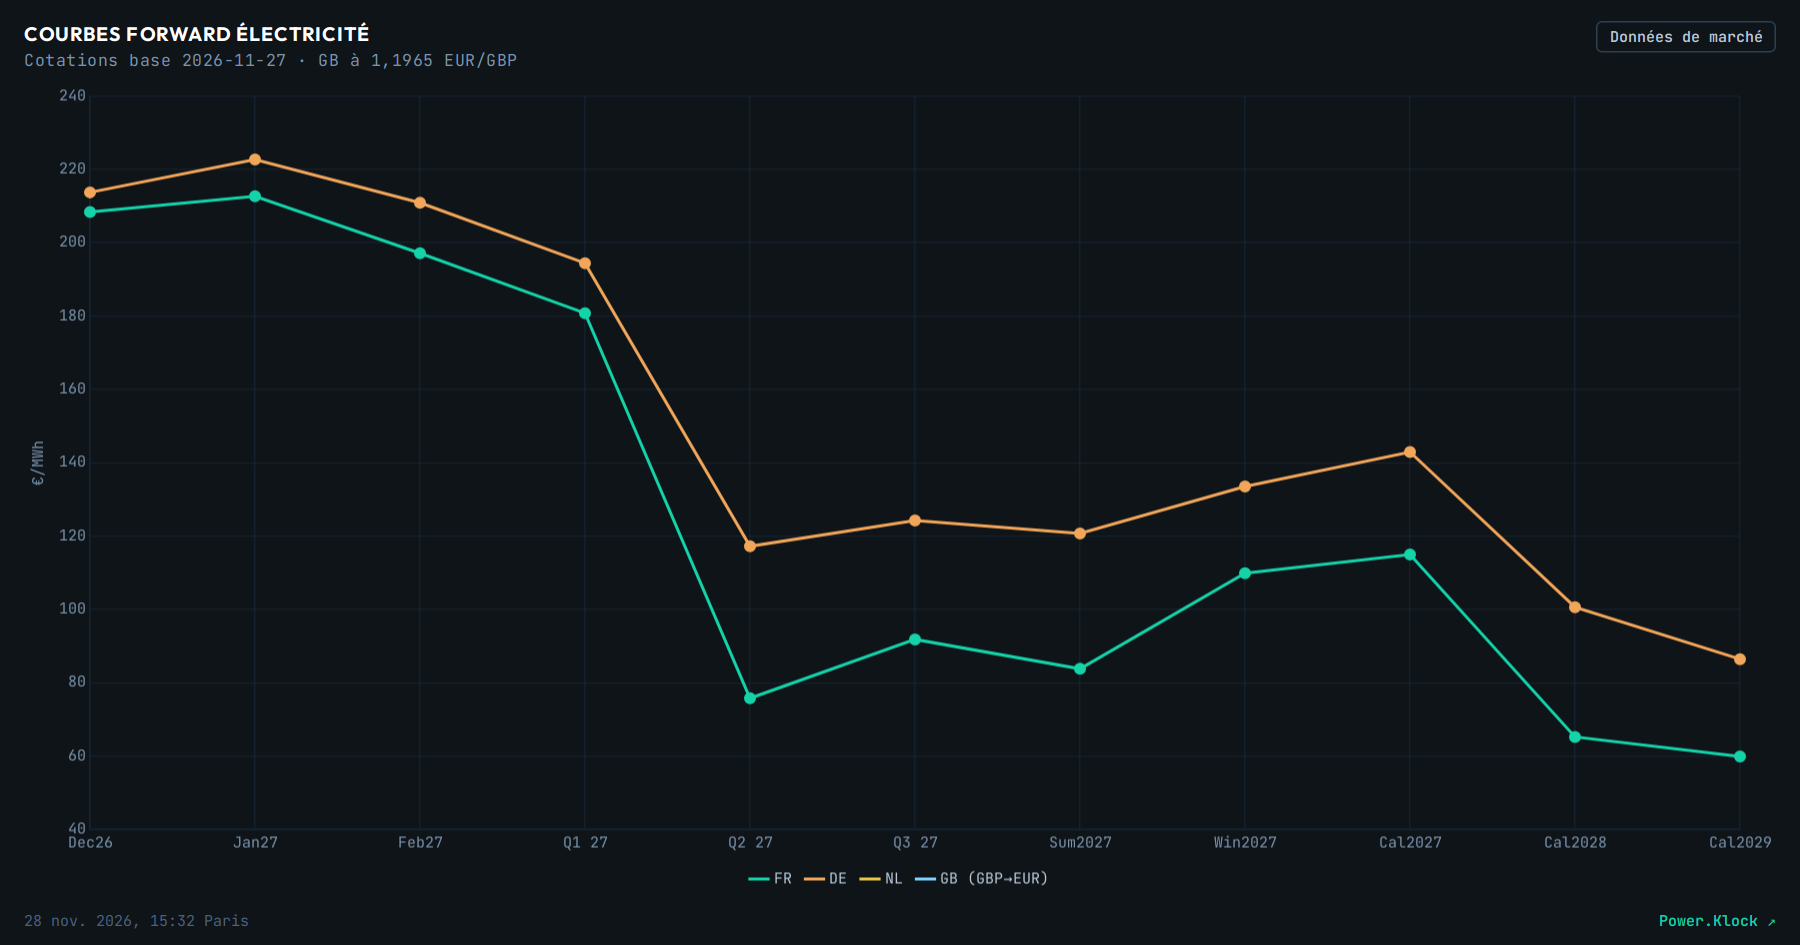 COURBES FORWARD ÉLECTRICITÉ
Données de marché
Cotations base 2026-11-27 · GB à 1,1965 EUR/GBP
240
220
200
180
160
140
120
100
80
60
40
€/MWh
Dec26 Jan27 Feb27 Q1 27 Q2 27 Q3 27 Sum2027 Win2027 Cal2027 Cal2028 Cal2029
FR DE NL GB (GBP→EUR)
28 nov. 2026, 15:32 Paris
Power.Klock ↗